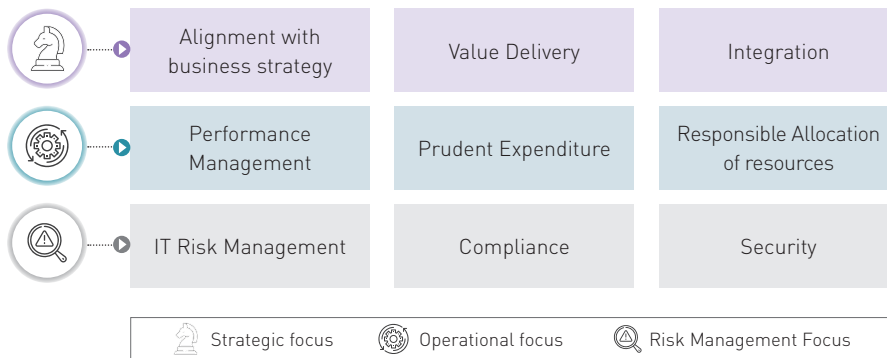 Alignment with
business strategy
Value Delivery
Integration
Performance
Management
Prudent Expenditure
Responsible Allocation
of resources
IT Risk Management
Compliance
Security
Strategic focus
Operational focus
Risk Management Focus